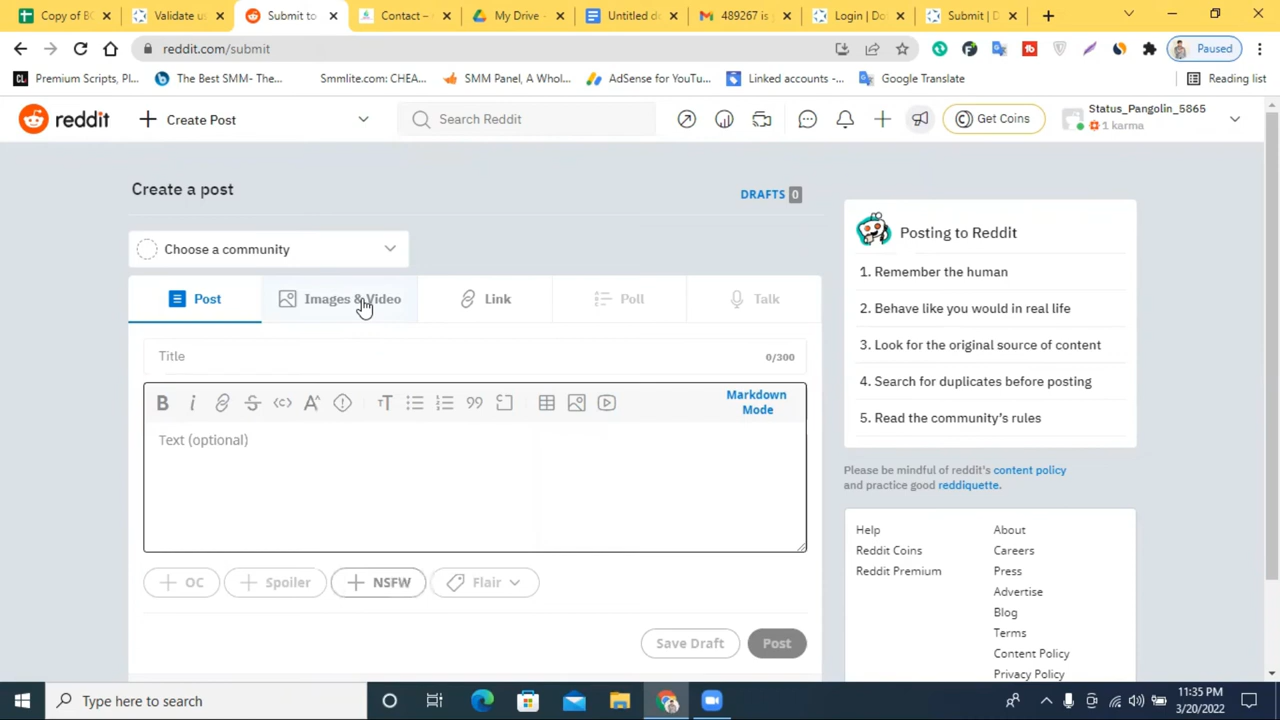 Copy of BC
Validate us
Submit to
Contact –
My Drive -
Untitled d
489267 is y
Login | Do
Submit | D
reddit.com/submit
Paused
Premium Scripts, Pl...
The Best SMM- The...
Smmlite.com: CHEA...
SMM Panel, A Whol...
AdSense for YouTu...
Linked accounts -...
Google Translate
Reading list
reddit
Create Post
Search Reddit
Get Coins
Status_Pangolin_5865
1 karma
Create a post
DRAFTS 0
Choose a community
Post
Images & Video
Link
Poll
Talk
Title
0/300
Markdown
Mode
Text (optional)
OC
Spoiler
NSFW
Flair
Save Draft
Post
Posting to Reddit
1. Remember the human
2. Behave like you would in real life
3. Look for the original source of content
4. Search for duplicates before posting
5. Read the community's rules
Please be mindful of reddit's content policy
and practice good reddiquette.
Help
About
Reddit Coins
Careers
Reddit Premium
Press
Advertise
Blog
Terms
Content Policy
Privacy Policy
Type here to search
11:35 PM
3/20/2022